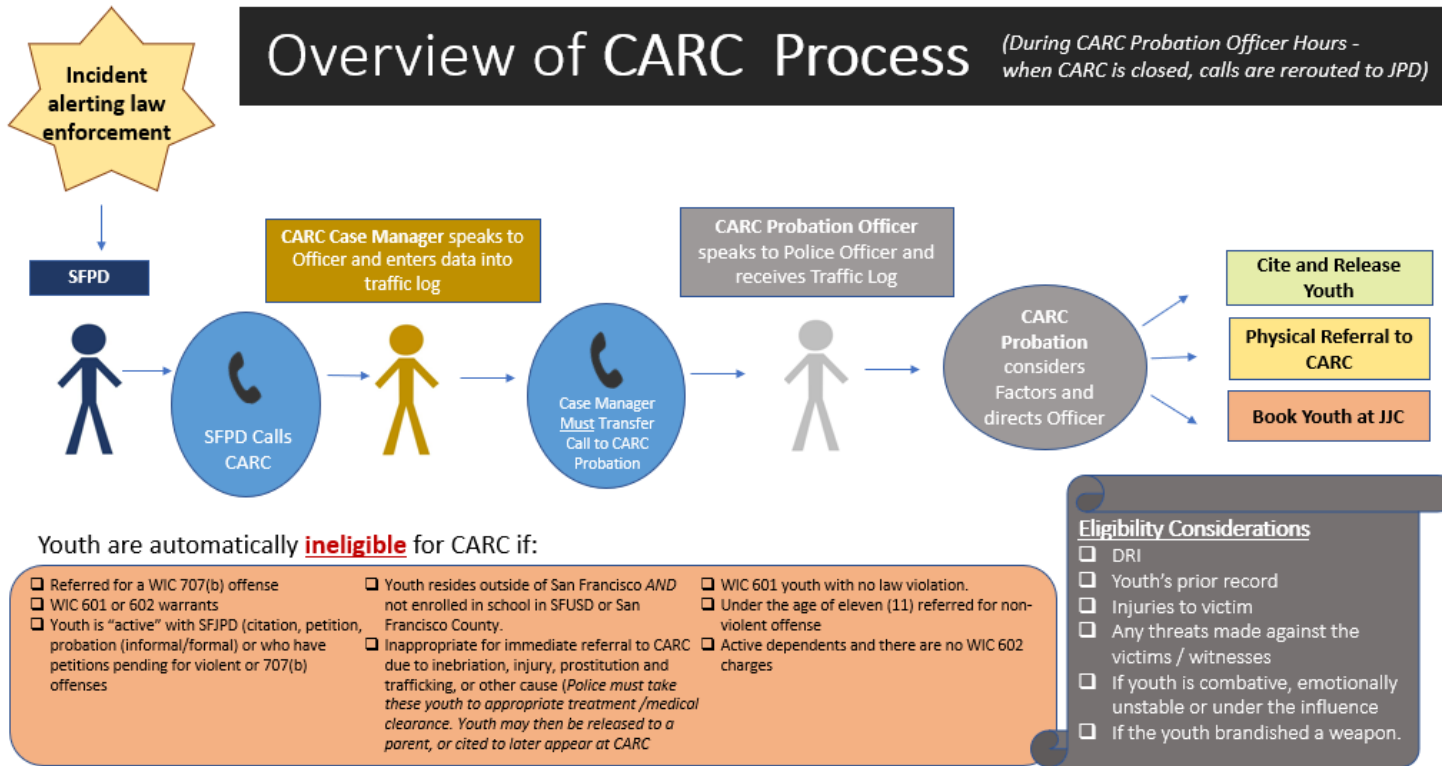 Incident
alerting law
enforcement
Overview of CARC Process
(During CARC Probation Officer Hours -
when CARC is closed, calls are rerouted to JPD)
SFPD
SFPD Calls
CARC
CARC Case Manager speaks to
Officer and enters data into
traffic log
Case Manager
Must Transfer
Call to CARC
Probation
CARC Probation Officer
speaks to Police Officer and
receives Traffic Log
CARC
Probation
considers
Factors and
directs Officer
Cite and Release
Youth
Physical Referral to
CARC
Book Youth at JJC
Youth are automatically ineligible for CARC if:
❑ Referred for a WIC 707(b) offense
❑ WIC 601 or 602 warrants
❑ Youth is “active” with SFJPD (citation, petition,
probation (informal/formal) or who have
petitions pending for violent or 707(b)
offenses
❑ Youth resides outside of San Francisco AND
not enrolled in school in SFUSD or San
Francisco County.
❑ Inappropriate for immediate referral to CARC
due to inebriation, injury, prostitution and
trafficking, or other cause (Police must take
these youth to appropriate treatment /medical
clearance. Youth may then be released to a
parent, or cited to later appear at CARC
❑ WIC 601 youth with no law violation.
❑ Under the age of eleven (11) referred for non-
violent offense
❑ Active dependents and there are no WIC 602
charges
Eligibility Considerations
❑ DRI
❑ Youth’s prior record
❑ Injuries to victim
❑ Any threats made against the
victims / witnesses
❑ If youth is combative, emotionally
unstable or under the influence
❑ If the youth brandished a weapon.